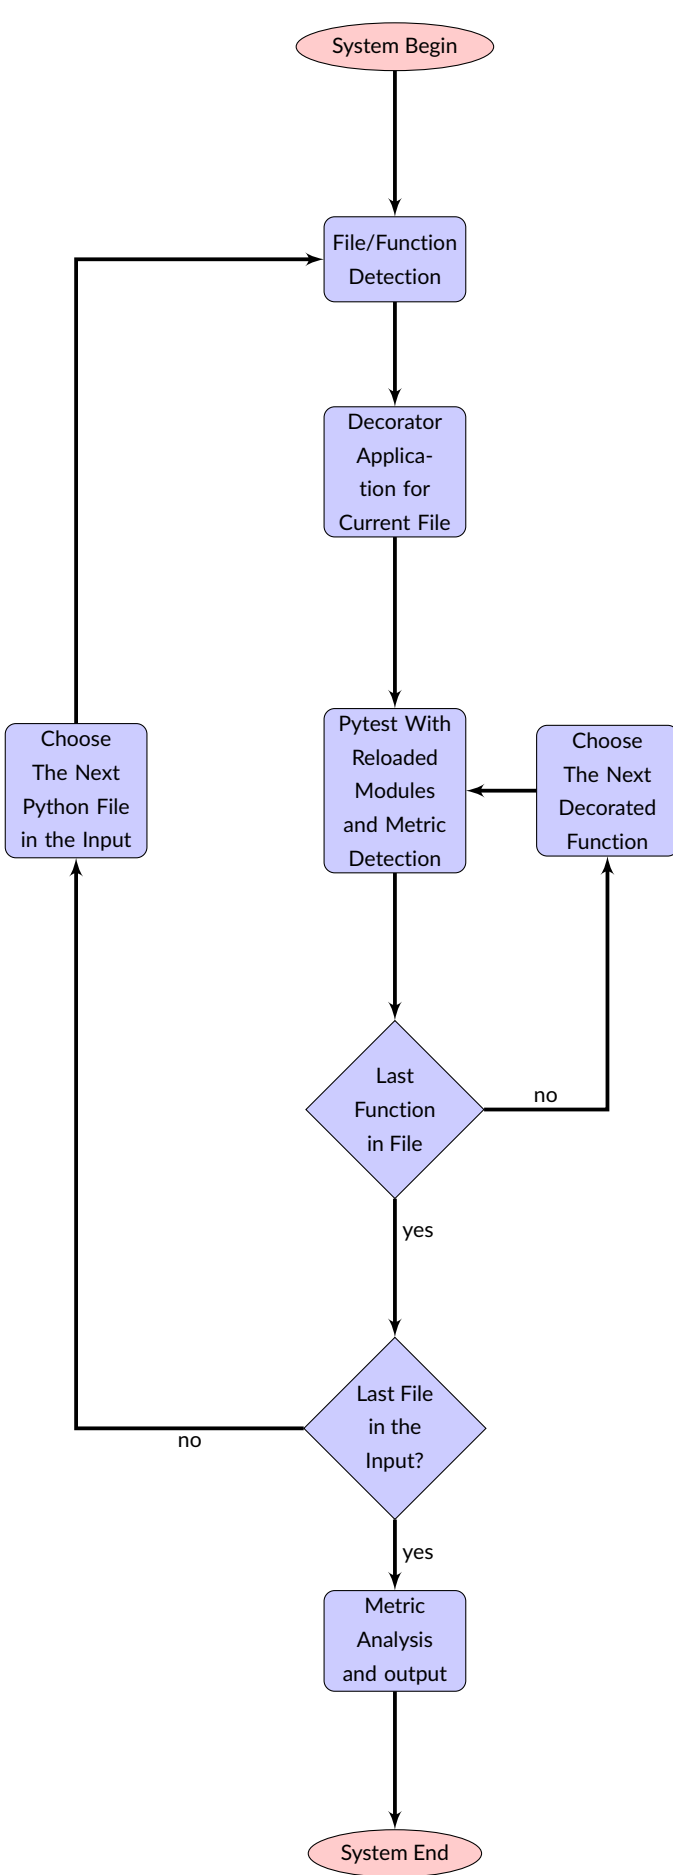 System Begin
File/Function
Detection
Decorator
Applica-
tion for
Current File
Pytest With
Reloaded
Modules
and Metric
Detection
Choose
The Next
Python File
in the Input
Choose
The Next
Decorated
Function
Last
Function
in File
no
yes
Last File
in the
Input?
no
yes
Metric
Analysis
and output
System End